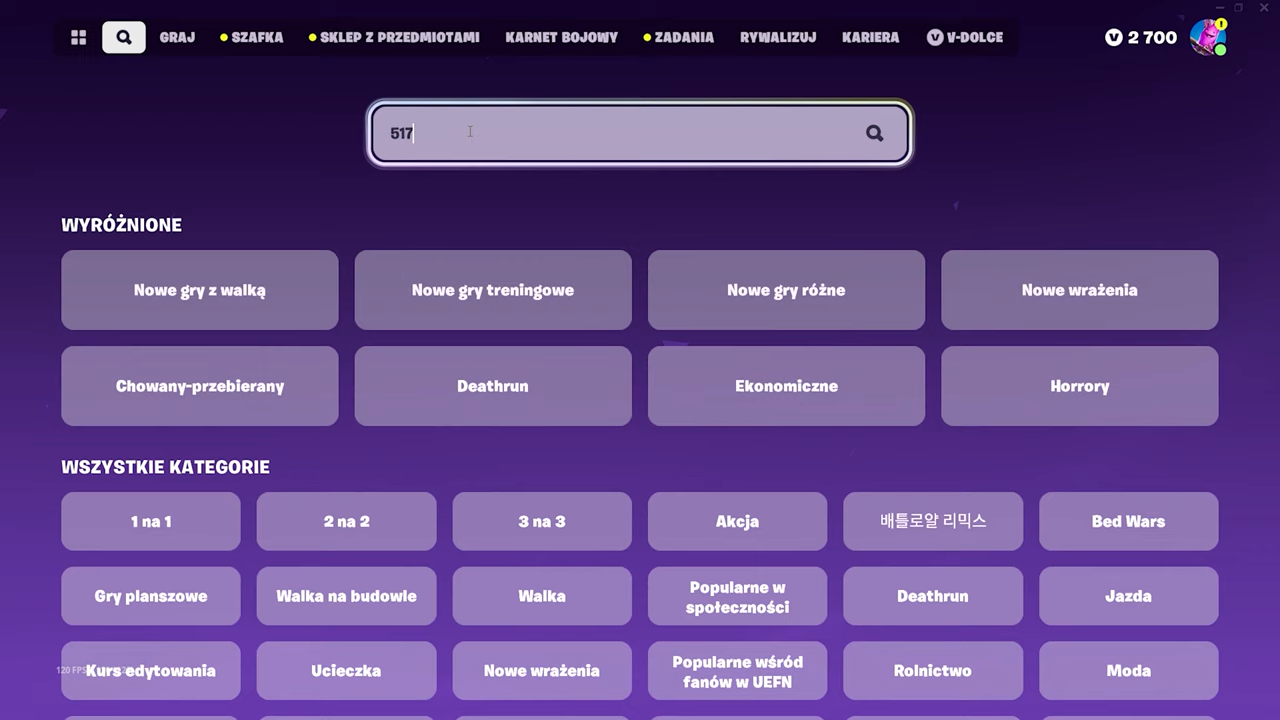 GRAJ SZAFKA SKLEP Z PRZEDMIOTAMI KARNET BOJOWY ZADANIA RYWALIZUJ KARIERA V-DOLCE 2 700
517
WYRÓŻNIONE
Nowe gry z walką Nowe gry treningowe Nowe gry różne Nowe wrażenia
Chowany-przebierany Deathrun Ekonomiczne Horrory
WSZYSTKIE KATEGORIE
1 na 1 2 na 2 3 na 3 Akcja 배틀로얄 리믹스 Bed Wars
Gry planszowe Walka na budowle Walka Popularne w
społeczności Deathrun Jazda
120 FPS
Kurs edytowania Ucieczka Nowe wrażenia Popularne wśród
fanów w UEFN Rolnictwo Moda